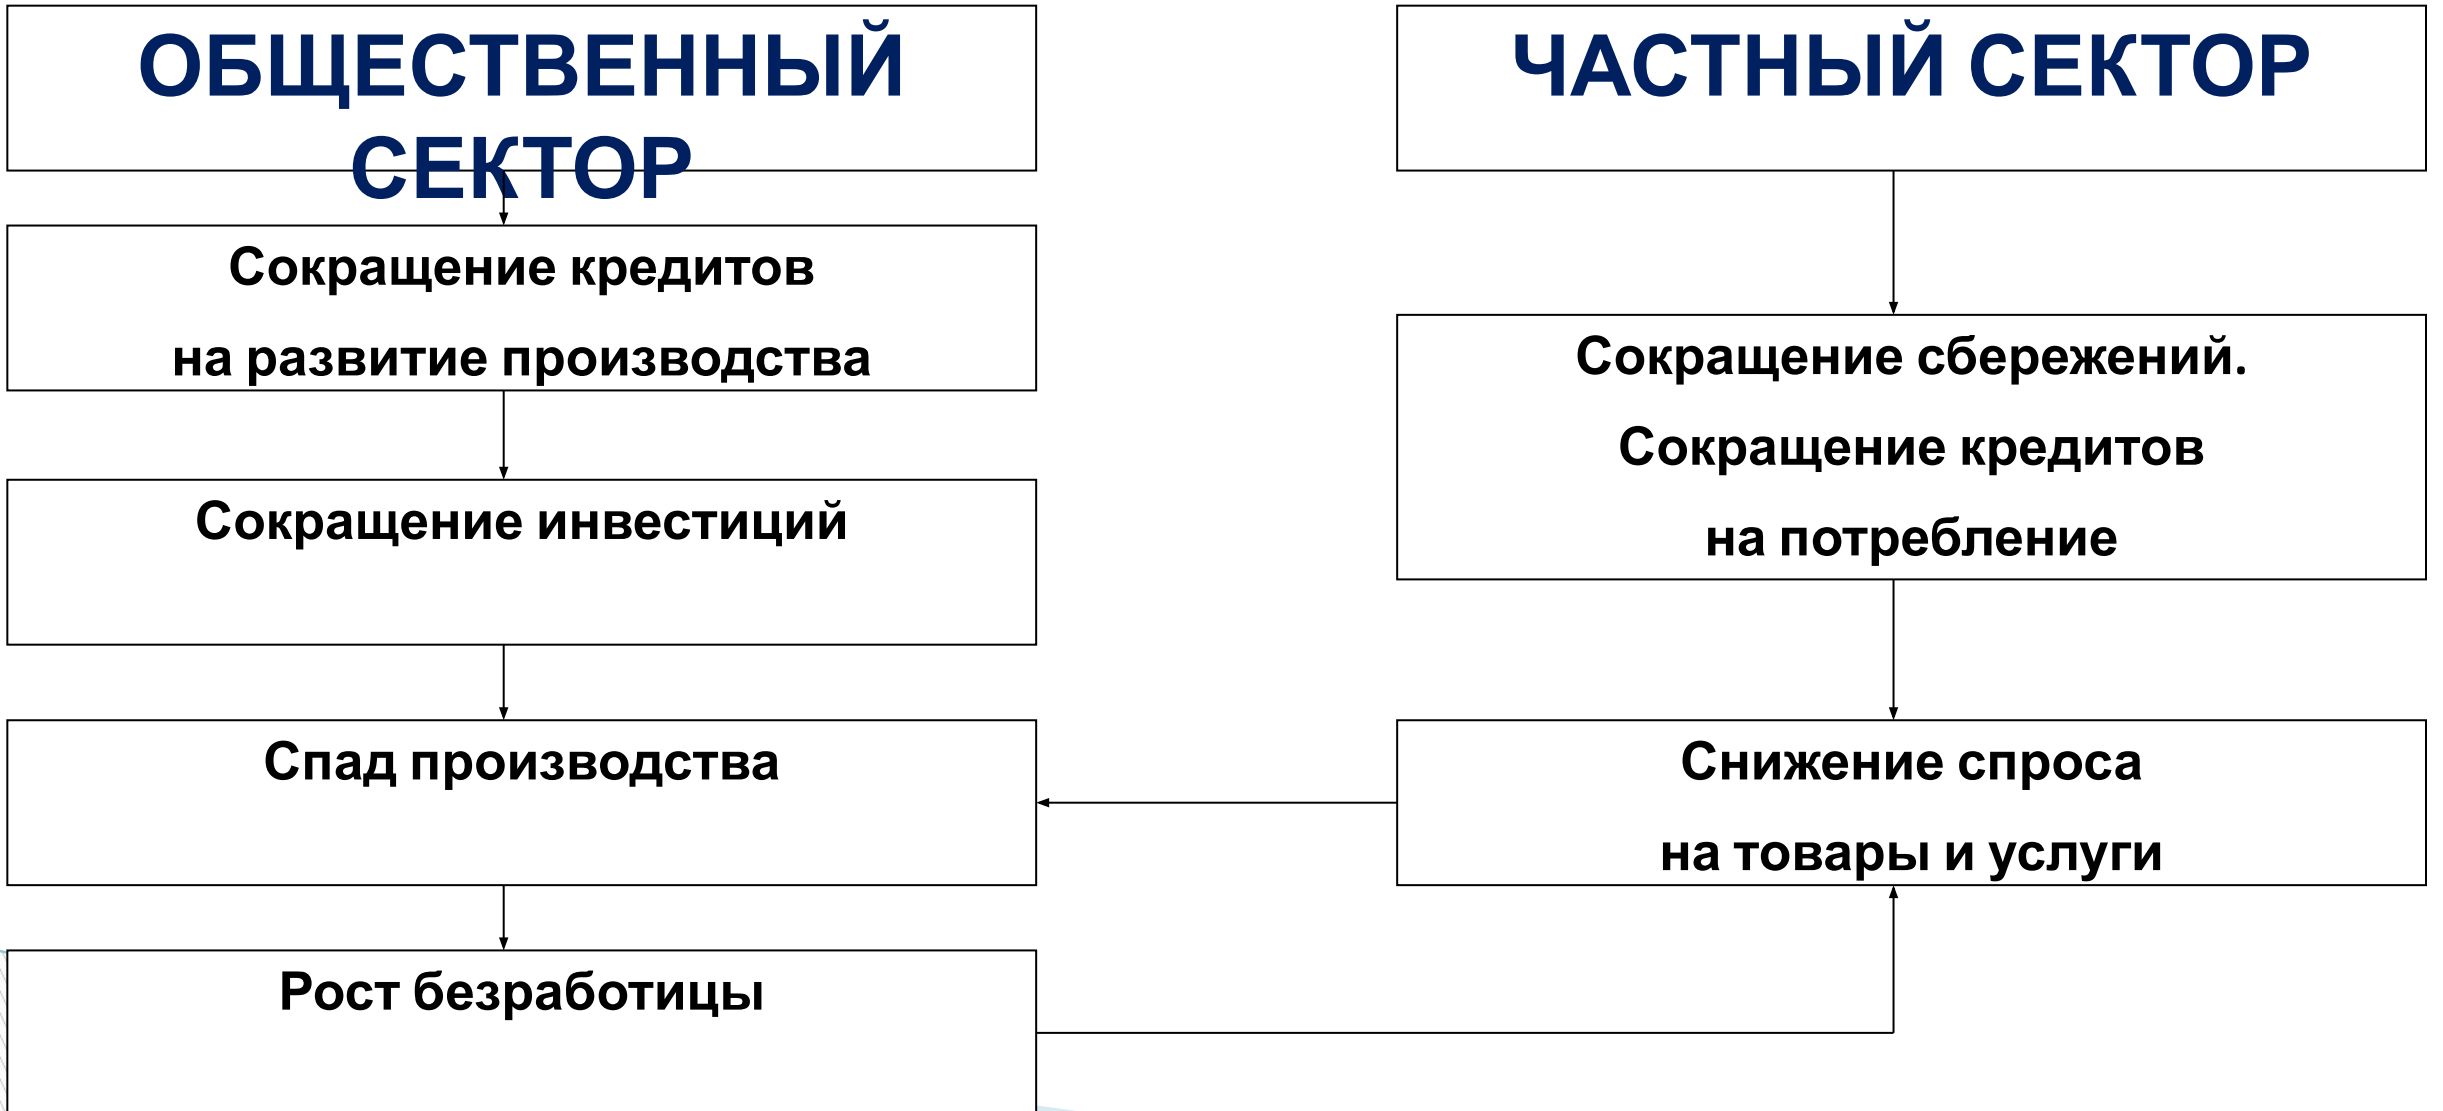 ОБЩЕСТВЕННЫЙ
СЕКТОР
Сокращение кредитов
на развитие производства
Сокращение инвестиций
Спад производства
Рост безработицы
ЧАСТНЫЙ СЕКТОР
Сокращение сбережений.
Сокращение кредитов
на потребление
Снижение спроса
на товары и услуги